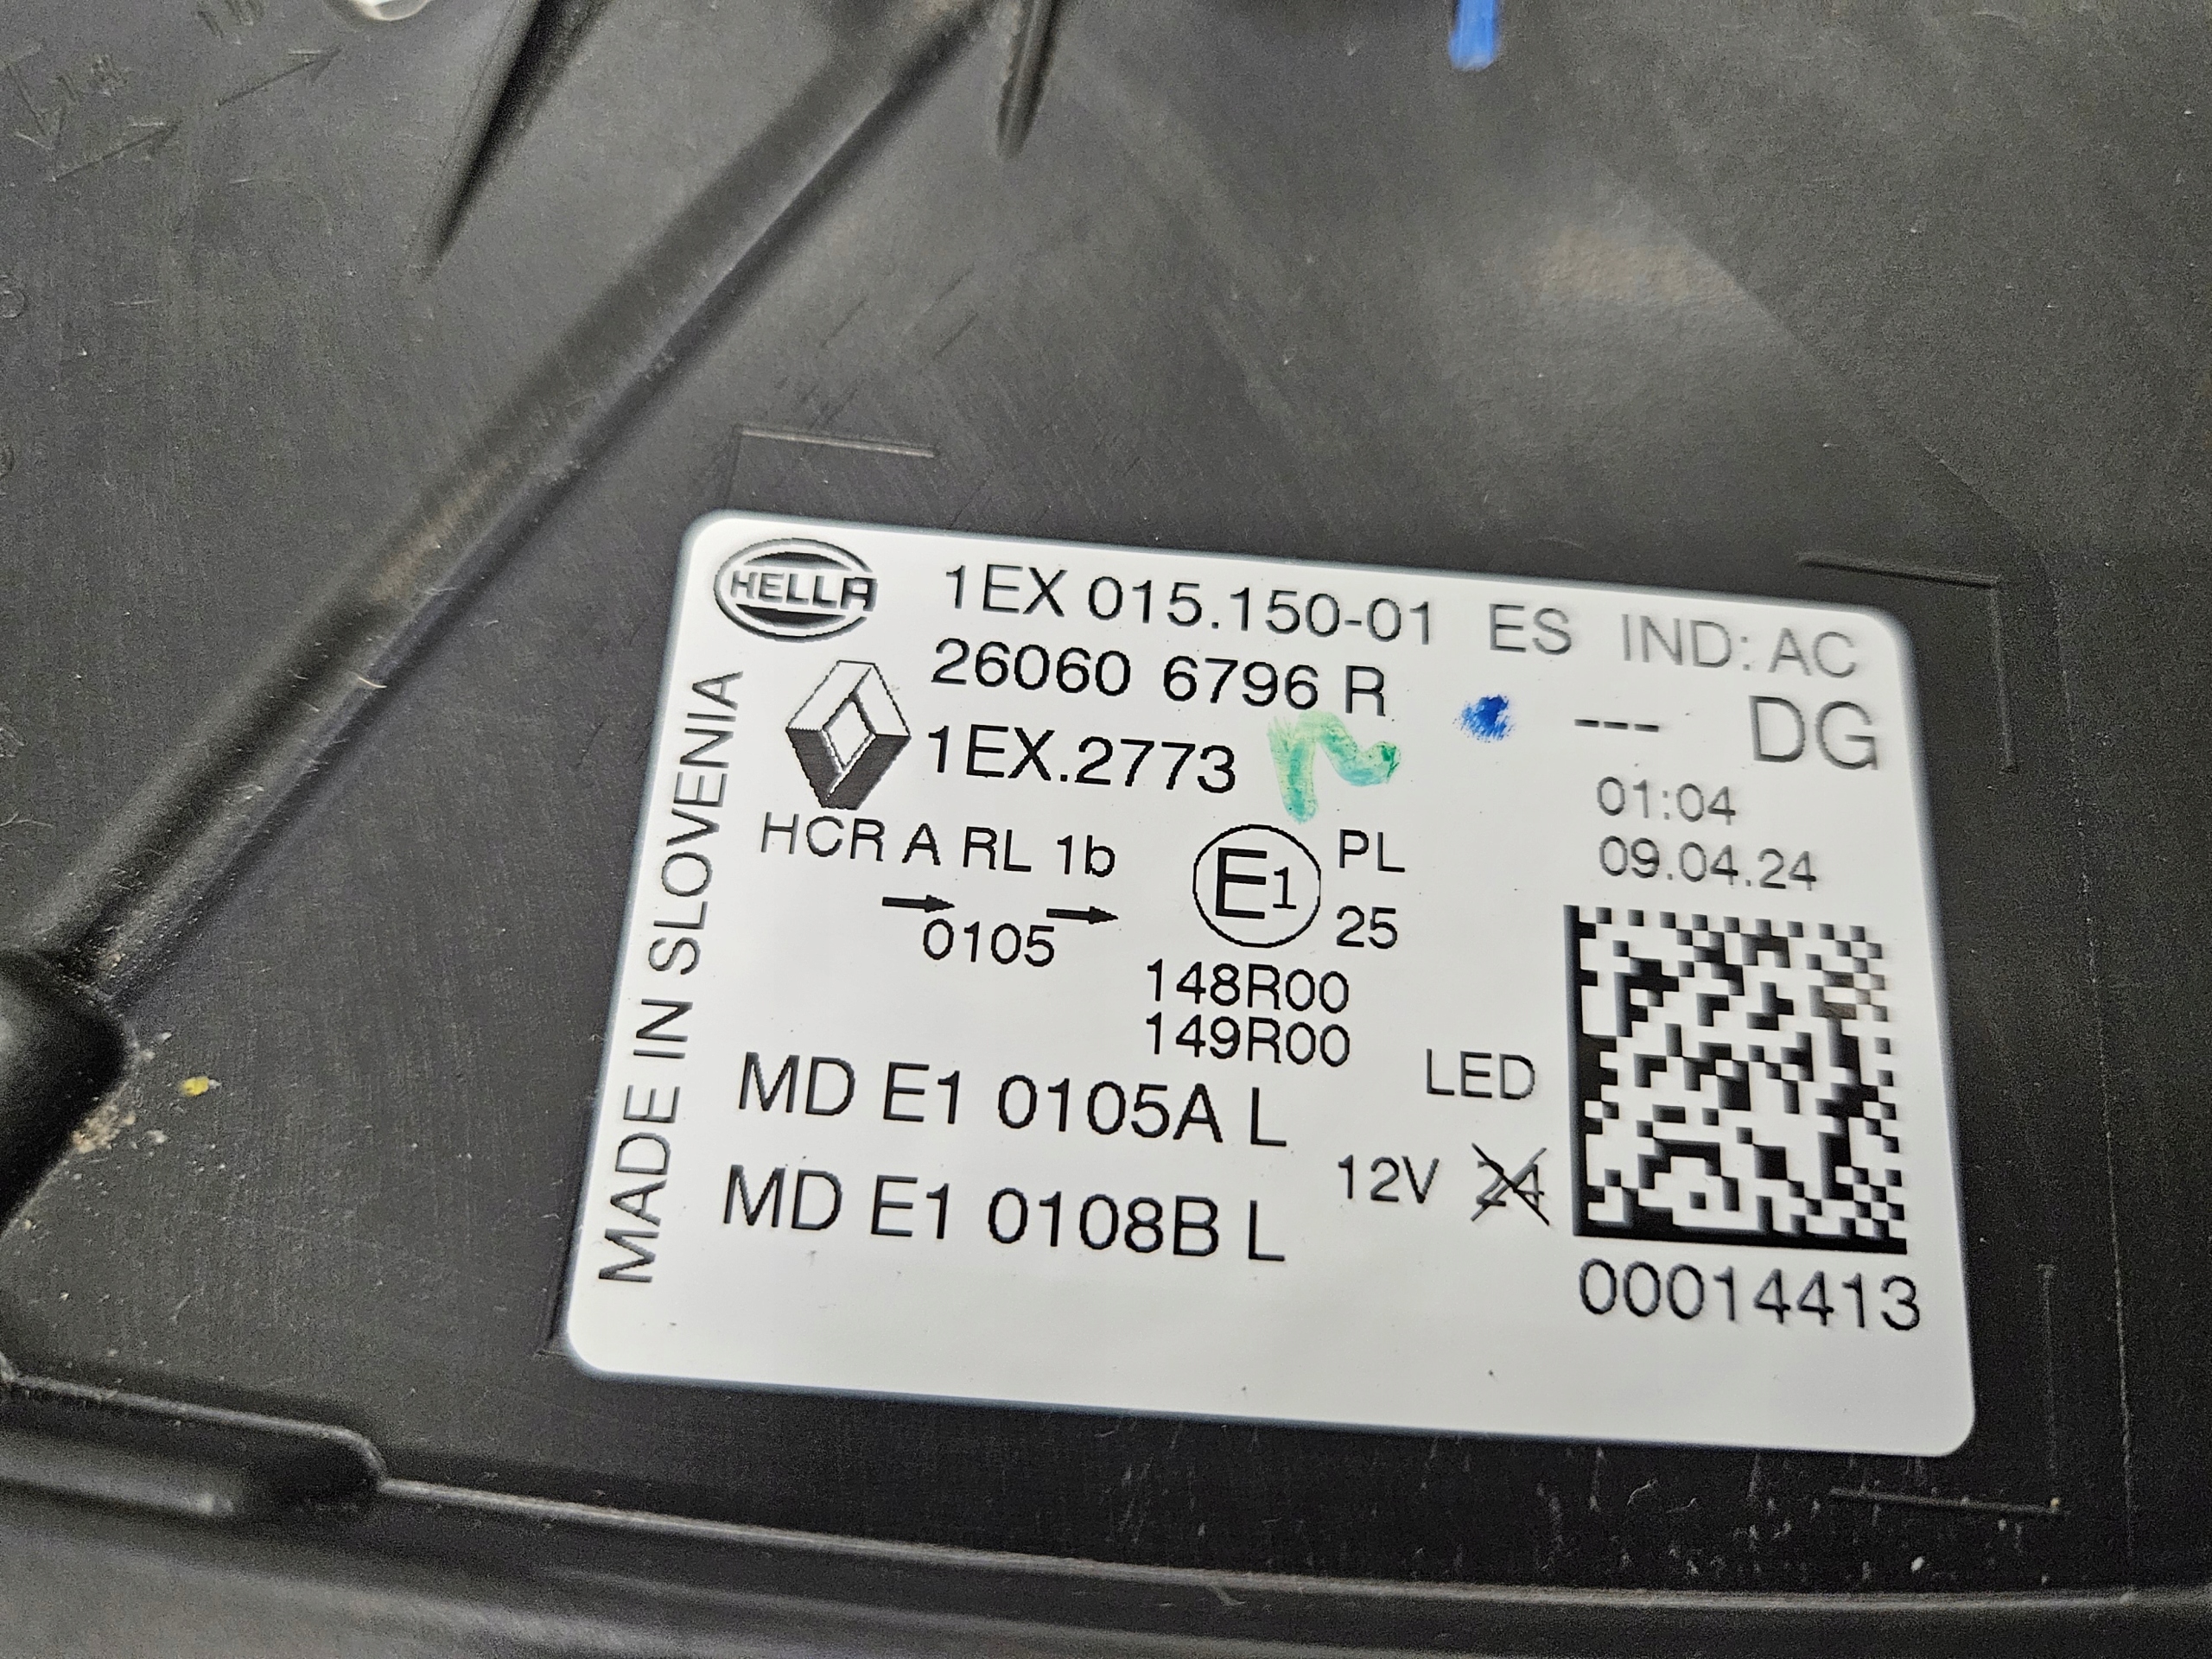 HELLA
1EX 015.150-01 ES IND: AC
26060 6796 R --- DG
1EX.2773
01:04
HCR A RL 1b
E1
PL
09.04.24
0105
25
148R00
149R00
LED
MD E1 0105A L
12V 24
MD E1 0108B L
00014413
MADE IN SLOVENIA